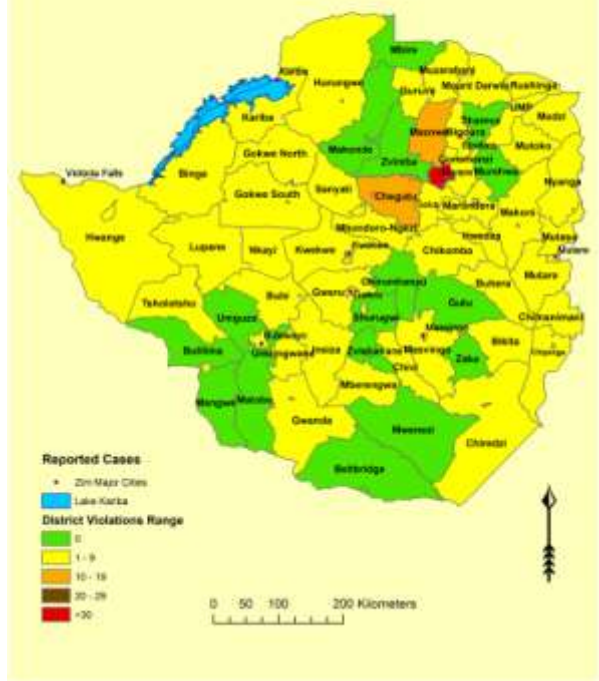 Mbire
Kariba
Hurungwe
Muzarabani
Guruve
Mount Darwin
Rushinga
UMP
Kariba
Mazowe
Shamva
Mudzi
Makonde
Zvimba
Mutoko
Gokwe North
Binga
Goromonzi
Murehwa
Victoria Falls
Gokwe South
Sanyati
Chegutu
Nyanga
Marondera
Makoni
Hwange
Mhondoro-Ngezi
Hwedza
Mutasa
Lupane
Nkayi
Kwekwe
Chikomba
Mutare
Buhera
Mutare
Tsholotsho
Bubi
Gweru
Chirumhanzi
Gutu
Umguza
Shurugwi
Chimanimani
Bulilima
Umzingwane
Insiza
Zvishavane
Masvingo
Masvingo
Bikita
Zaka
Chivi
Mangwe
Matobo
Mberengwa
Gwanda
Mwenezi
Chiredzi
Beitbridge
Reported Cases
Zim Major Cities
Lake Kariba
District Violations Range
0
1 - 9
10 - 19
20 - 29
0 50 100 200 Kilometers